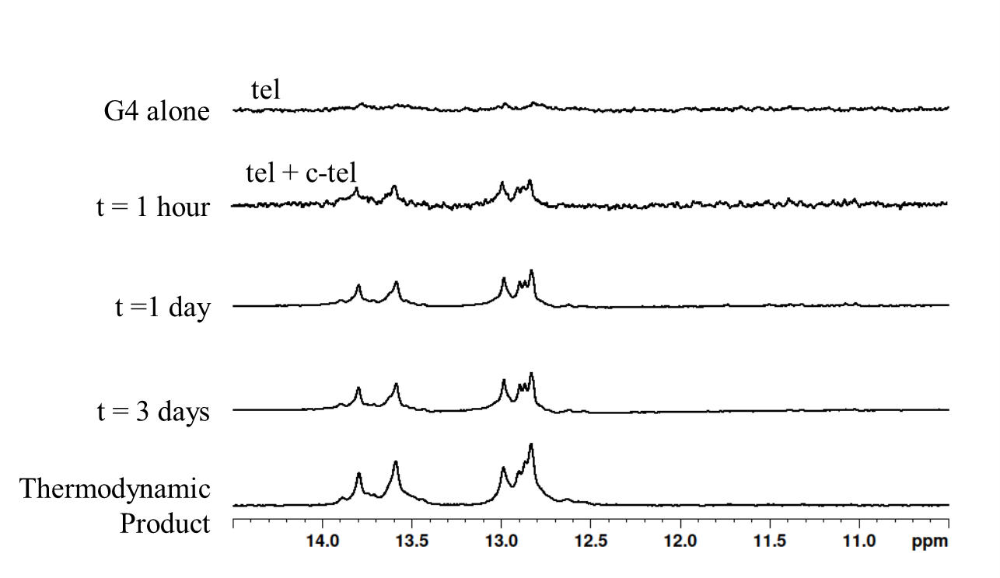 tel
G4 alone
tel + c-tel
t = 1 hour
t =1 day
t = 3 days
Thermodynamic
Product
14.0 13.5 13.0 12.5 12.0 11.5 11.0 ppm